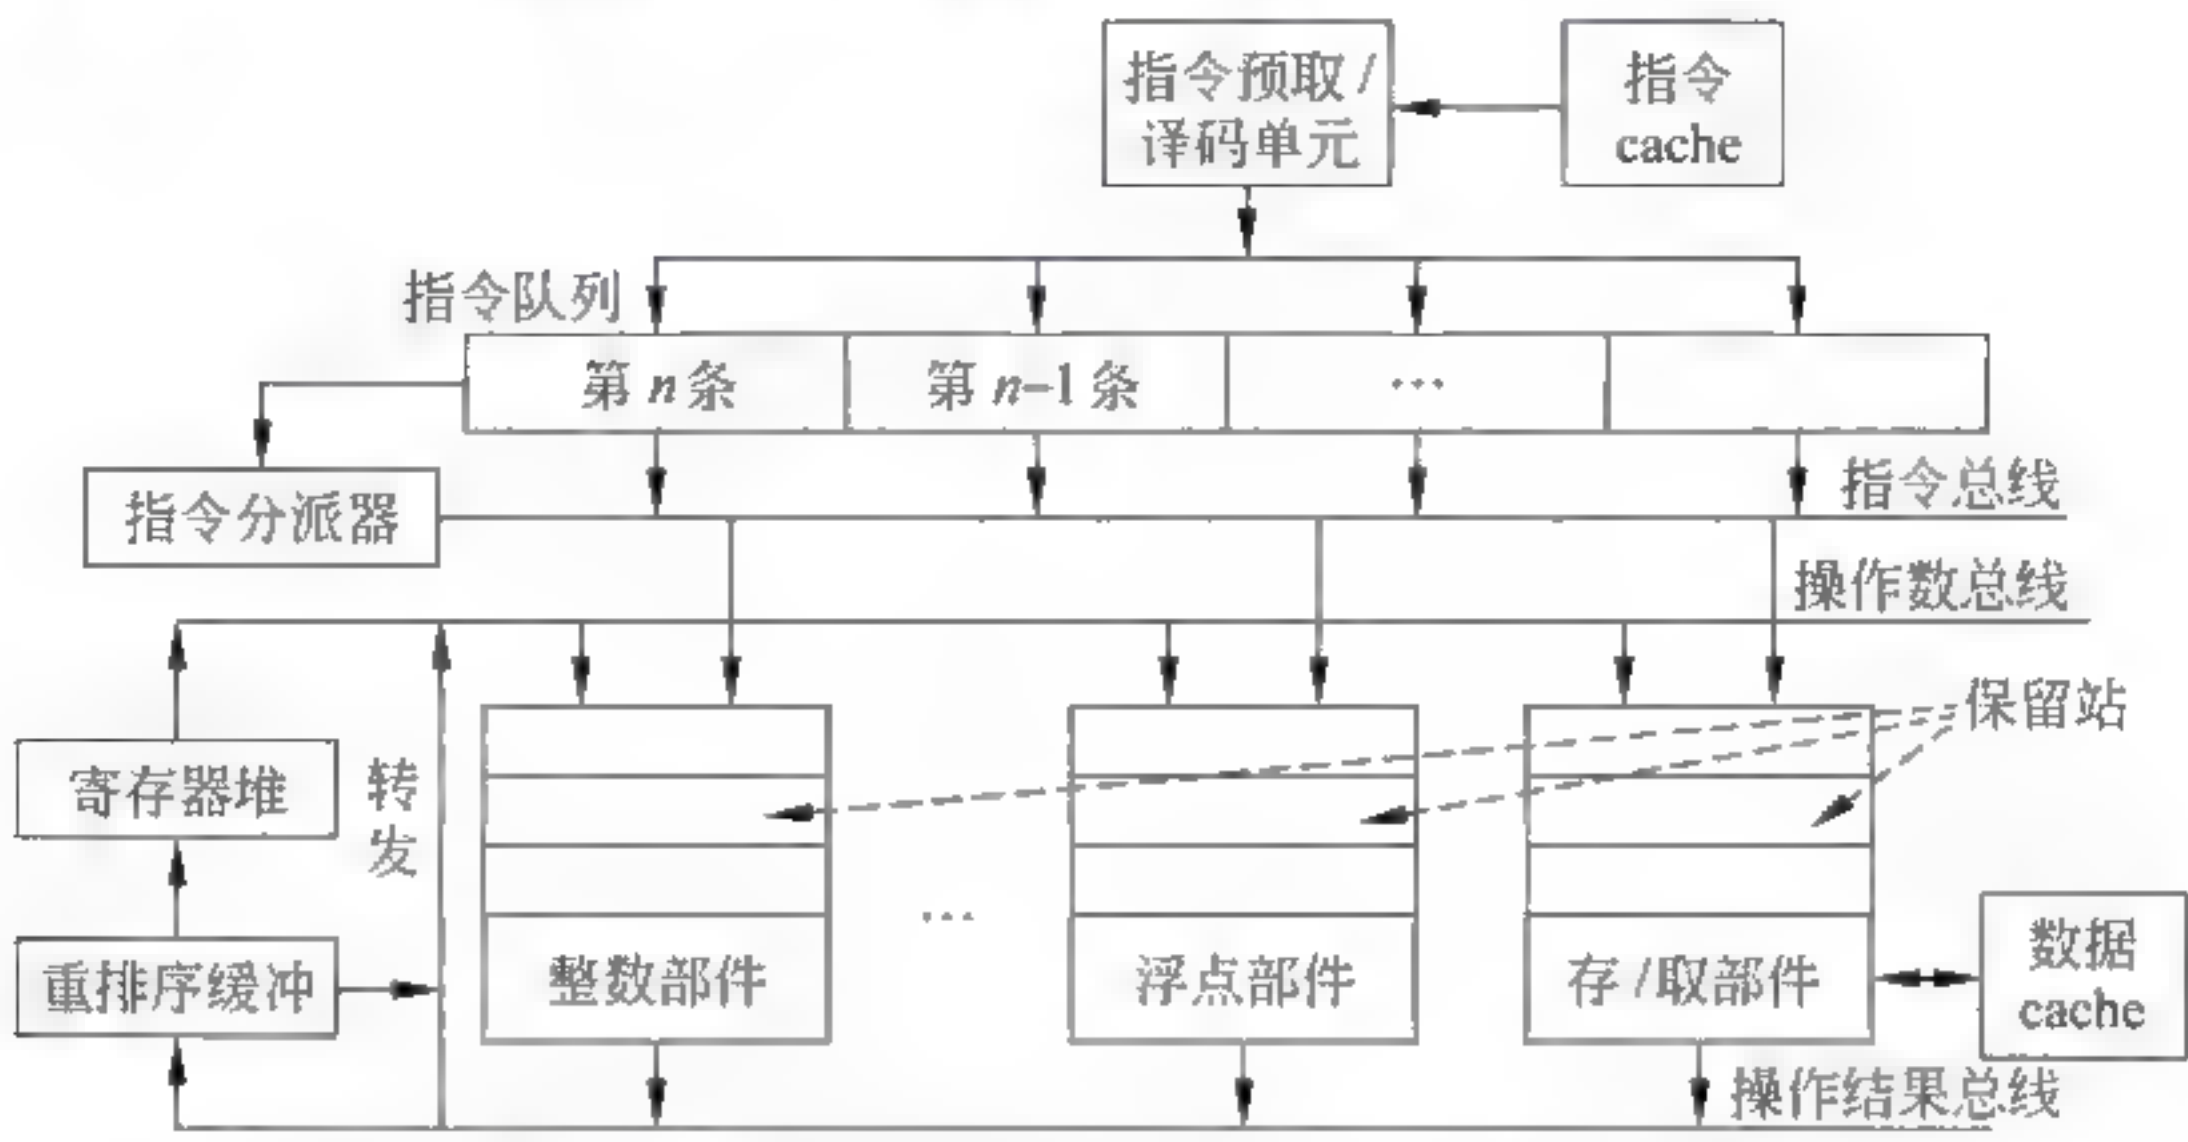 指令预取/
译码单元
指令
cache
指令队列
第 n 条
第 n–1 条
…
指令总线
指令分派器
操作数总线
保留站
寄存器堆
转
发
…
重排序缓冲
整数部件
浮点部件
存/取部件
数据
cache
操作结果总线